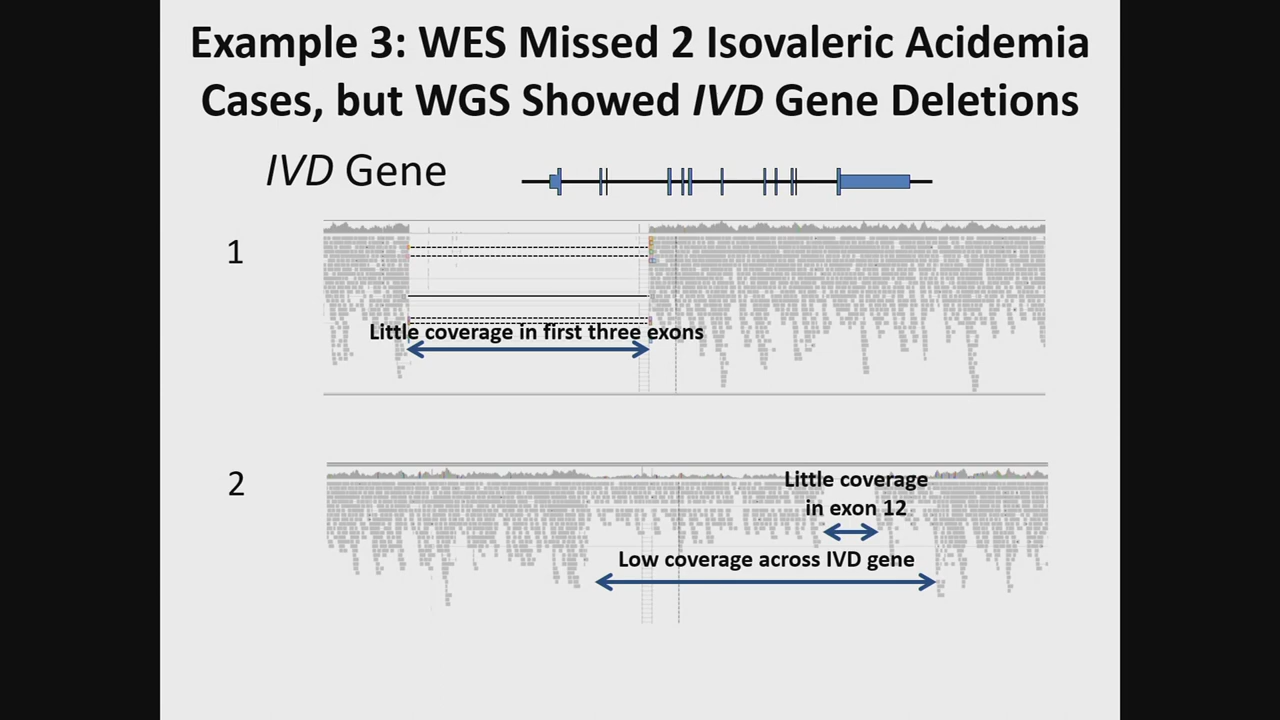 Example 3: WES Missed 2 Isovaleric Acidemia
Cases, but WGS Showed IVD Gene Deletions
IVD Gene
1
Little coverage in first three exons
2
Little coverage
in exon 12
Low coverage across IVD gene